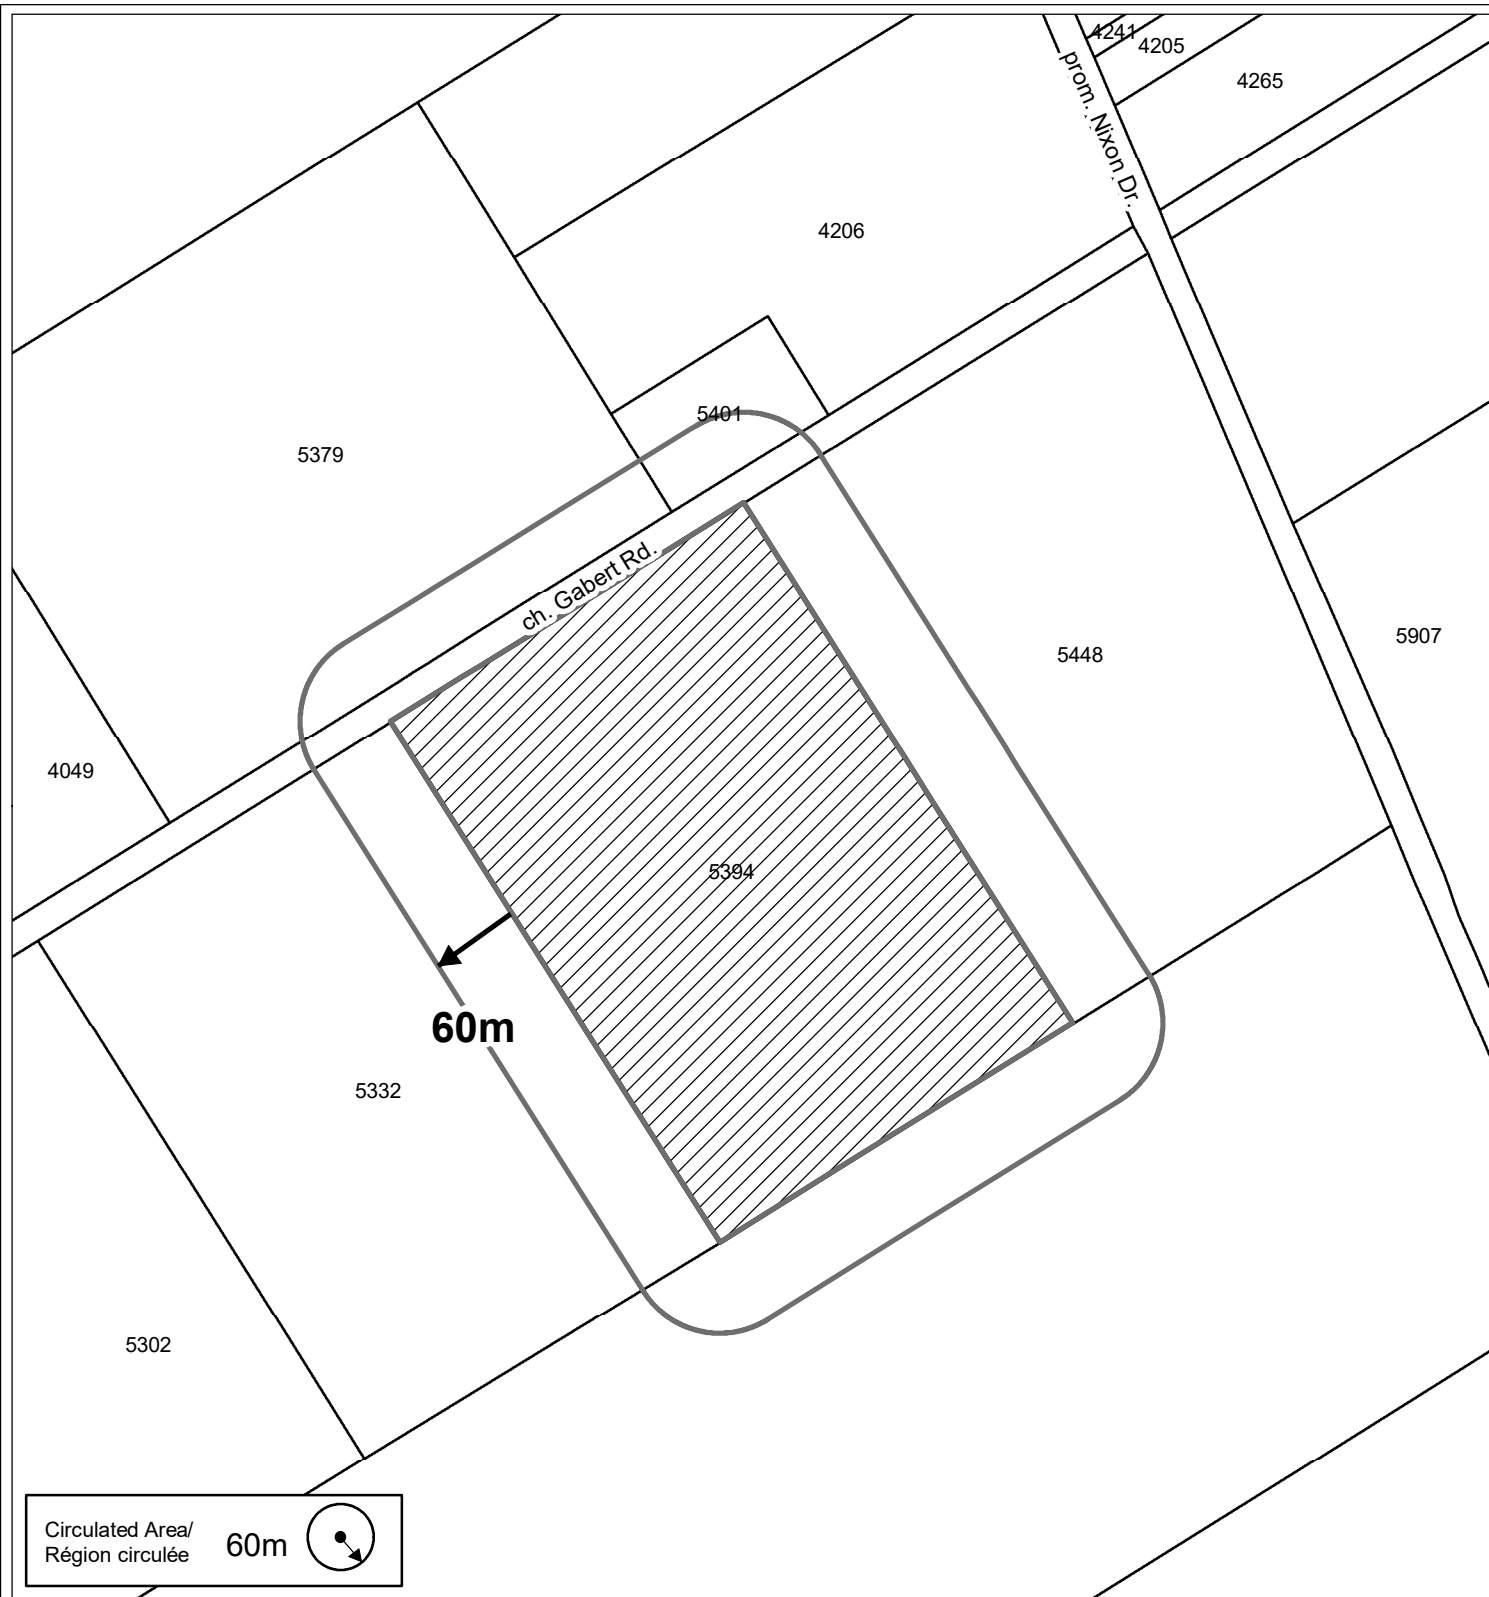 4241
4205
4265
prom. Nixon Dr.
4206
5401
5379
ch. Gabert Rd.
5448
5907
4049
5394
60m
5332
5302
Circulated Area/
Région circulée
60m